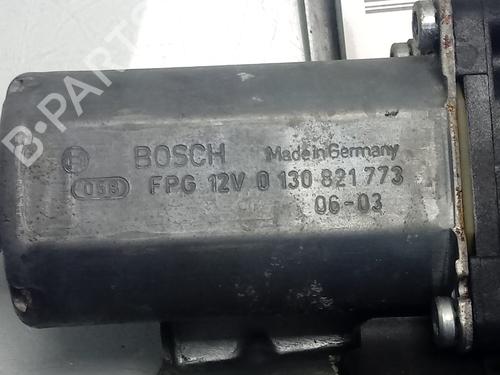 BOSCH Made in Germany
058 FPG 12V 0 130 821 773
06-03
B-PARTS